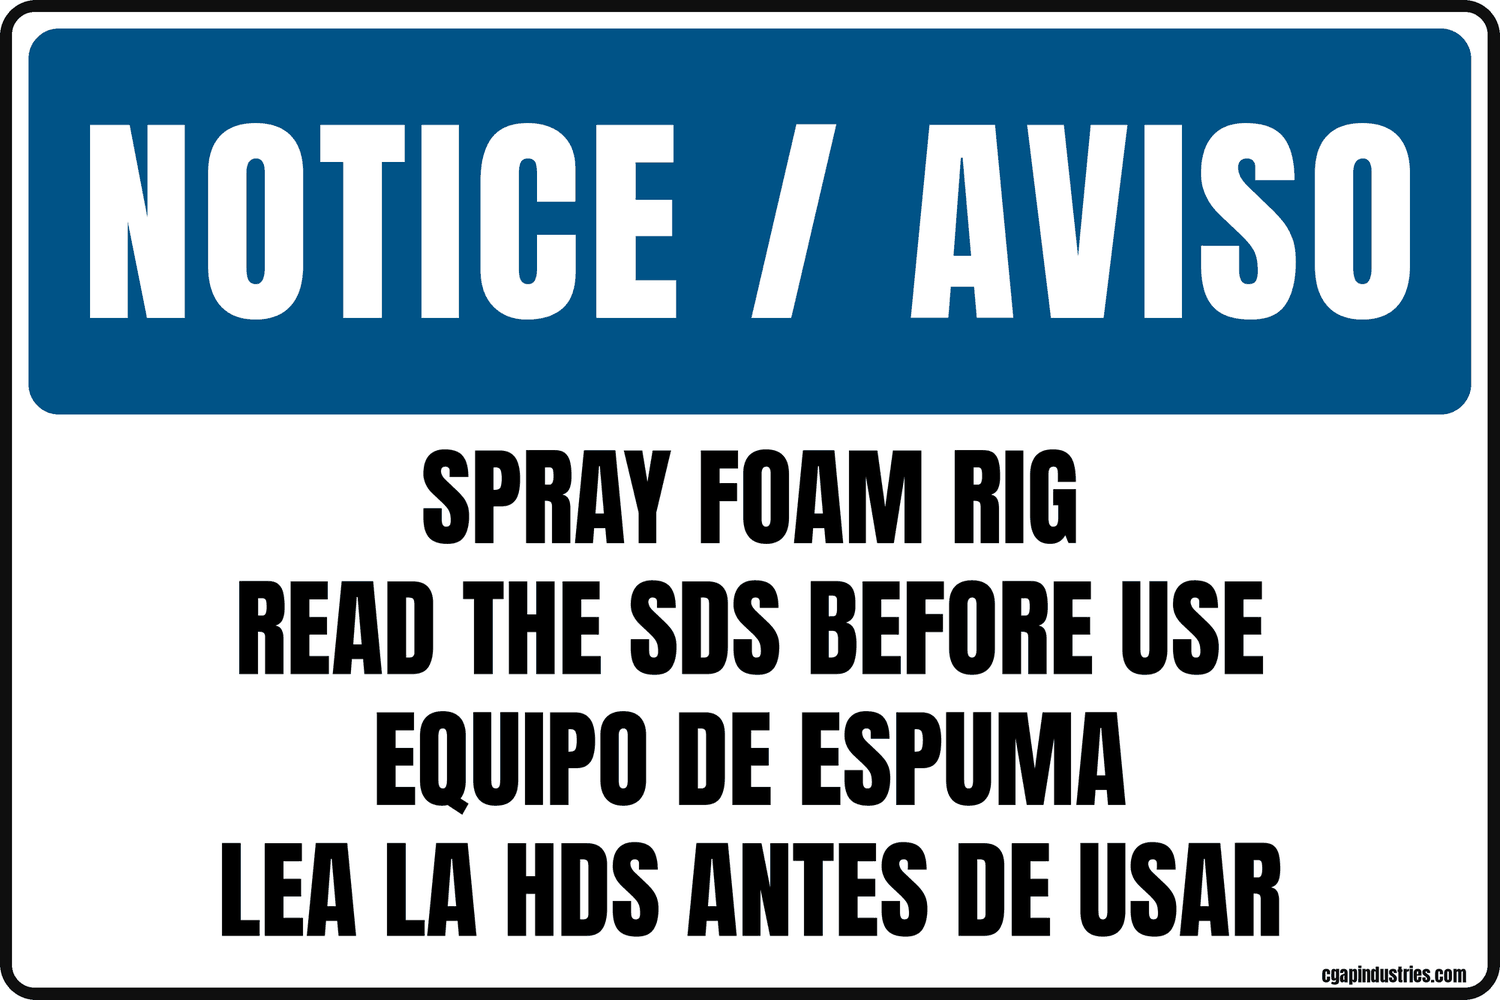 NOTICE / AVISO
SPRAY FOAM RIG
READ THE SDS BEFORE USE
EQUIPO DE ESPUMA
LEA LA HDS ANTES DE USAR
cgapindustries.com